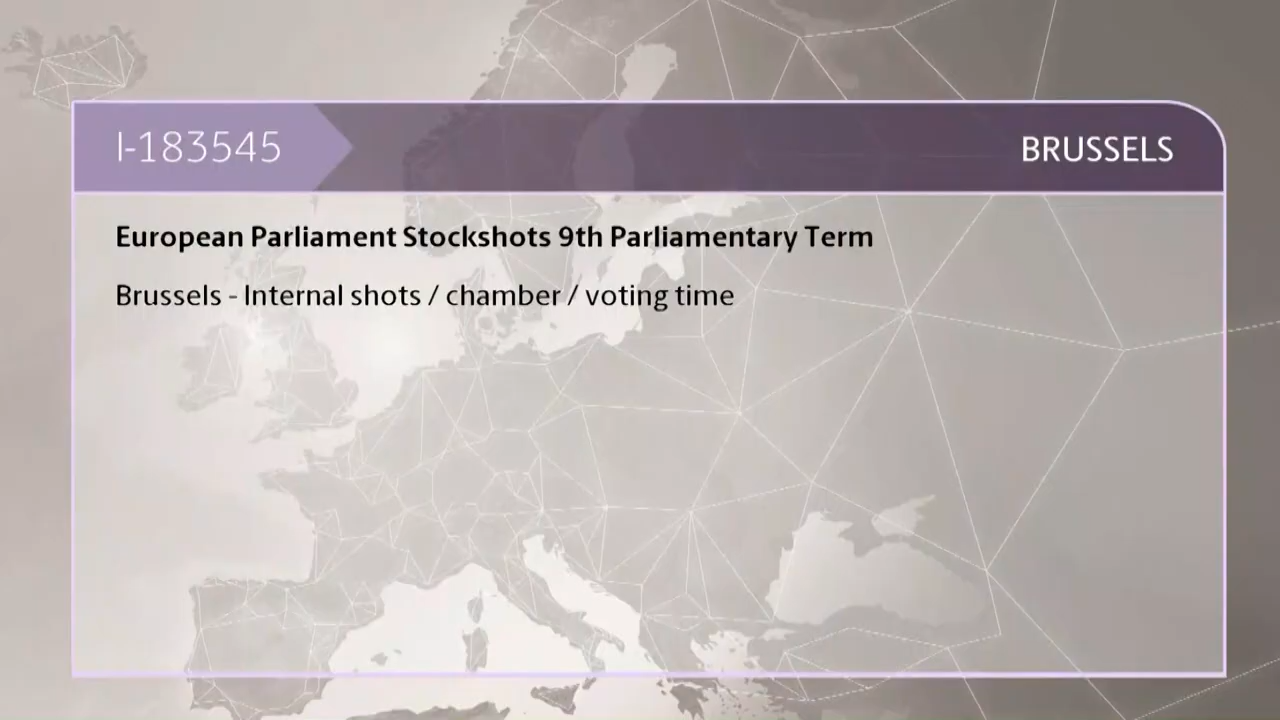 I-183545
BRUSSELS
European Parliament Stockshots 9th Parliamentary Term
Brussels - Internal shots / chamber / voting time